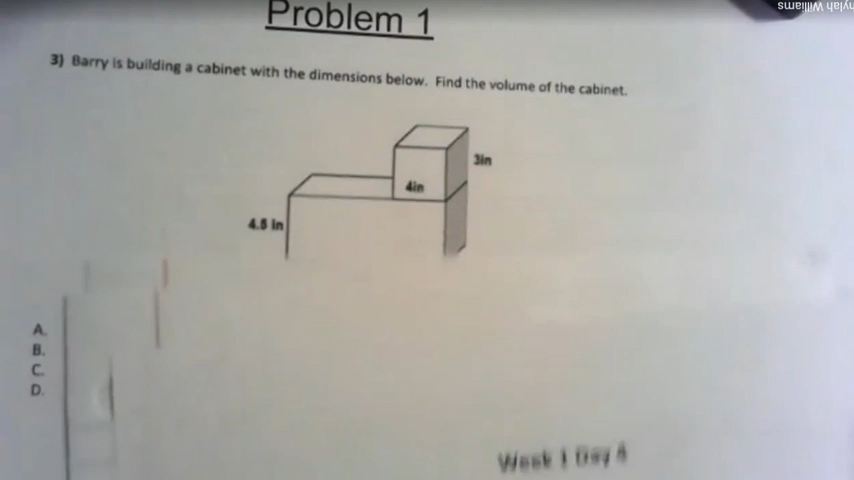 Problem 1
3) Barry is building a cabinet with the dimensions below. Find the volume of the cabinet.
3in
4in
4.5 in
A.
B.
C.
D.
Week 1 Day